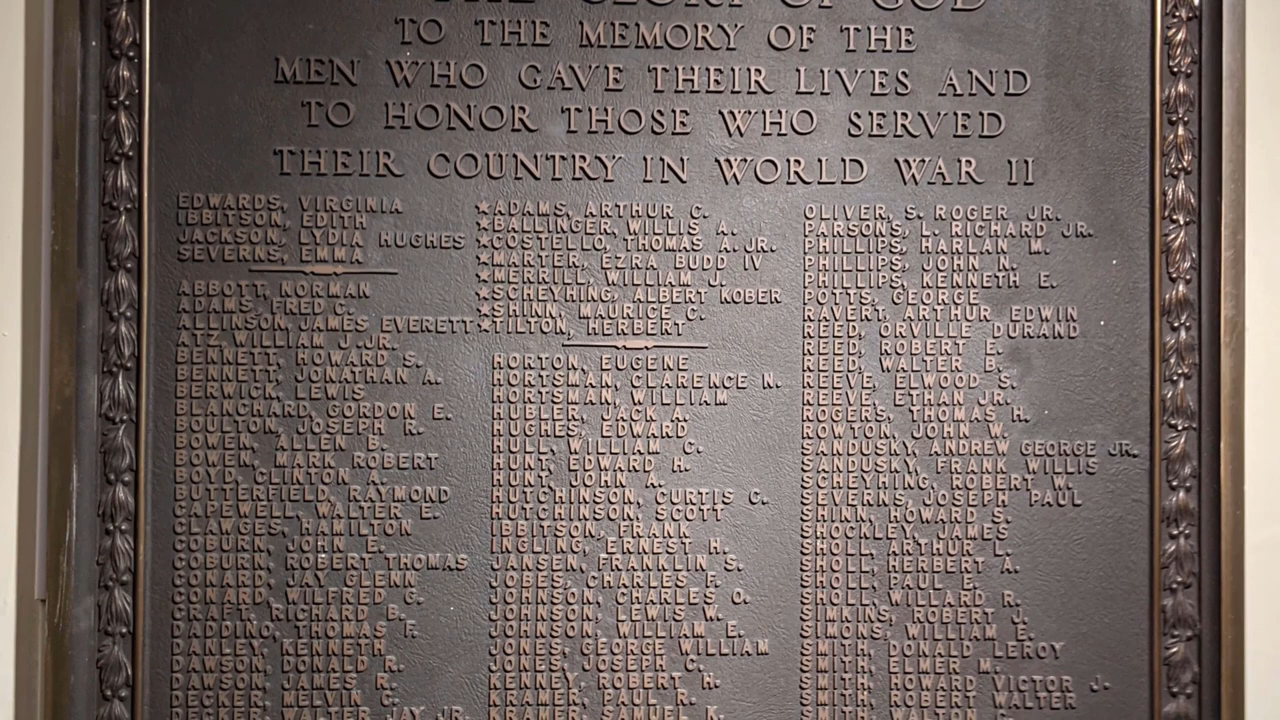 THE GLORY OF GOD
TO THE MEMORY OF THE
MEN WHO GAVE THEIR LIVES AND
TO HONOR THOSE WHO SERVED
THEIR COUNTRY IN WORLD WAR II
EDWARDS, VIRGINIA
IBBITSON, EDITH
JACKSON, LYDIA HUGHES
SEVERNS, EMMA
ABBOTT, NORMAN
ADAMS, FRED C.
ALLINSON, JAMES EVERETT
ATZ, WILLIAM J. JR.
BENNETT, HOWARD S.
BENNETT, JONATHAN A.
BERWICK, LEWIS
BLANCHARD, GORDON E.
BOULTON, JOSEPH R.
BOWEN, ALLEN B.
BOWEN, MARK ROBERT
BOYD, CLINTON A.
BUTTERFIELD, RAYMOND
CAPEWELL, WALTER E.
CLAWGES, HAMILTON
COBURN, JOHN E.
COBURN, ROBERT THOMAS
CONARD, JAY GLENN
CONARD, WILFRED G.
CRAFT, RICHARD B.
DADDINO, THOMAS F.
DANLEY, KENNETH
DAWSON, DONALD R.
DAWSON, JAMES R.
DECKER, MELVIN C.
DECKER, WALTER JAY JR.
★ADAMS, ARTHUR C.
★BALLINGER, WILLIS A.
★COSTELLO, THOMAS A. JR.
★MARTER, EZRA BUDD IV
★MERRILL, WILLIAM J.
★SCHEYHING, ALBERT KOBER
★SHINN, MAURICE C.
★TILTON, HERBERT
HORTON, EUGENE
HORTSMAN, CLARENCE N.
HORTSMAN, WILLIAM
HUBLER, JACK A.
HUGHES, EDWARD
HULL, WILLIAM C.
HUNT, EDWARD H.
HUNT, JOHN A.
HUTCHINSON, CURTIS C.
HUTCHINSON, SCOTT
IBBITSON, FRANK
INGLING, ERNEST H.
JANSEN, FRANKLIN S.
JOBES, CHARLES F.
JOHNSON, CHARLES O.
JOHNSON, LEWIS W.
JOHNSON, WILLIAM E.
JONES, GEORGE WILLIAM
JONES, JOSEPH C.
KENNEY, ROBERT H.
KRAMER, PAUL R.
KRAMER, SAMUEL K.
OLIVER, S. ROGER JR.
PARSONS, L. RICHARD JR.
PHILLIPS, HARLAN M.
PHILLIPS, JOHN N.
PHILLIPS, KENNETH E.
POTTS, GEORGE
RAVERT, ARTHUR EDWIN
REED, ORVILLE DURAND
REED, ROBERT E.
REED, WALTER B.
REEVE, ELWOOD S.
REEVE, ETHAN JR.
ROGERS, THOMAS H.
ROWTON, JOHN W.
SANDUSKY, ANDREW GEORGE JR.
SANDUSKY, FRANK WILLIS
SCHEYHING, ROBERT W.
SEVERNS, JOSEPH PAUL
SHINN, HOWARD S.
SHOCKLEY, JAMES
SHOLL, ARTHUR L.
SHOLL, HERBERT A.
SHOLL, PAUL E.
SHOLL, WILLARD R.
SIMKINS, ROBERT J.
SIMONS, WILLIAM E.
SMITH, DONALD LEROY
SMITH, ELMER M.
SMITH, HOWARD VICTOR J.
SMITH, ROBERT WALTER
SMITH, WALTON C.